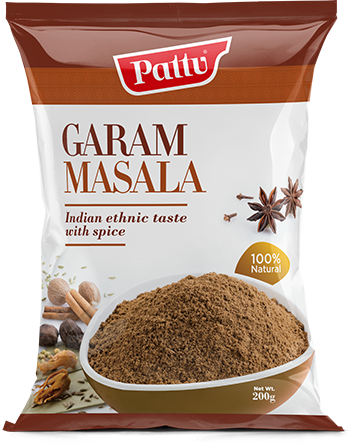 Pattu
GARAM
MASALA
Indian ethnic taste
with spice
100%
Natural
Net Wt.
200g